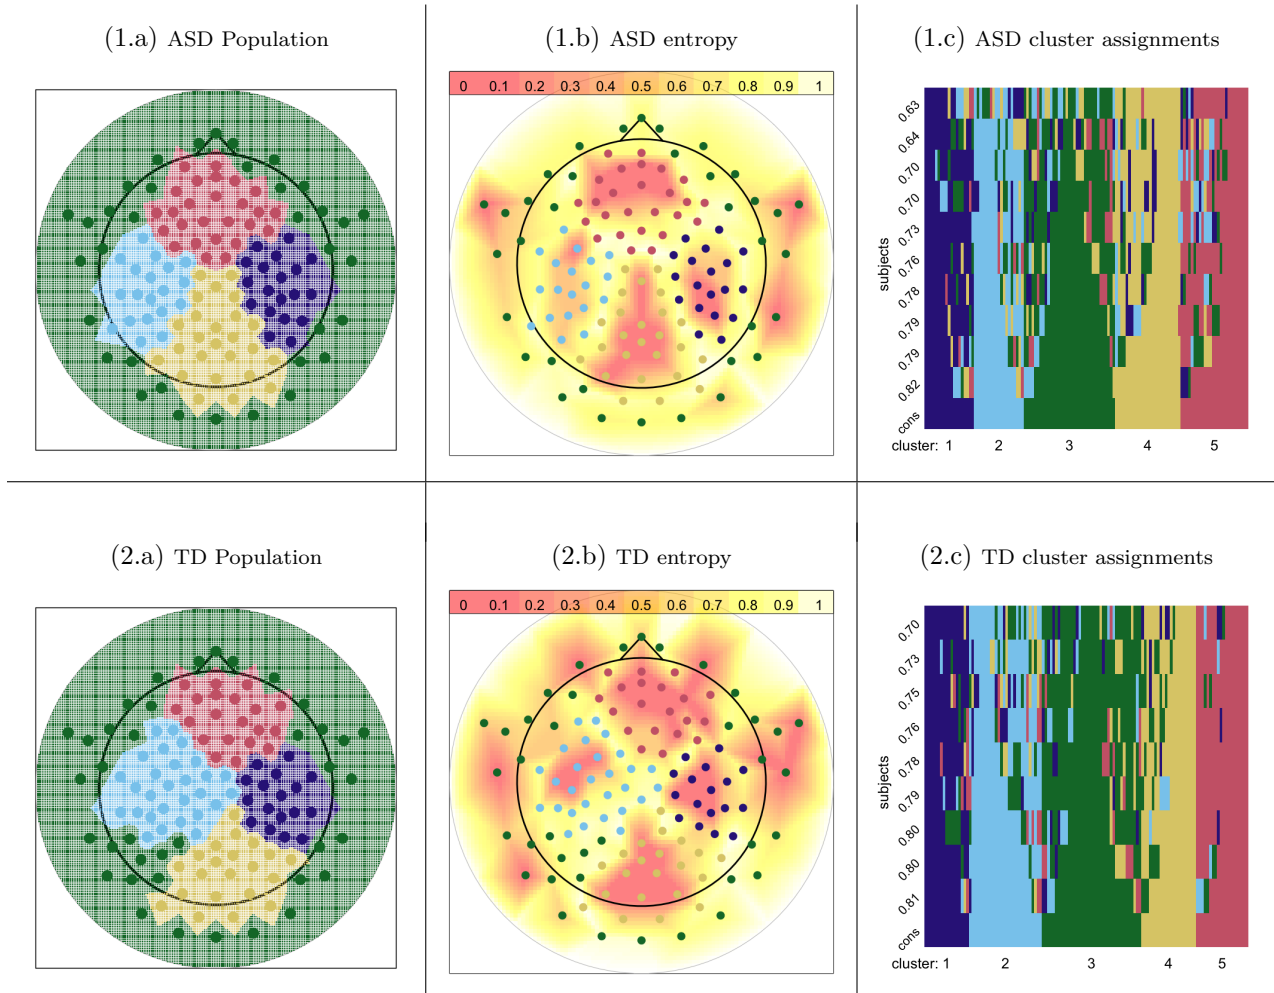 (1.a) ASD Population
(1.b) ASD entropy
(1.c) ASD cluster assignments
0 0.1 0.2 0.3 0.4 0.5 0.6 0.7 0.8 0.9 1
subjects
0.63
0.64
0.70
0.70
0.73
0.76
0.78
0.79
0.79
0.82
cons
cluster: 1 2 3 4 5
(2.a) TD Population
(2.b) TD entropy
(2.c) TD cluster assignments
0 0.1 0.2 0.3 0.4 0.5 0.6 0.7 0.8 0.9 1
subjects
0.70
0.73
0.75
0.76
0.78
0.79
0.80
0.80
0.81
cons
cluster: 1 2 3 4 5